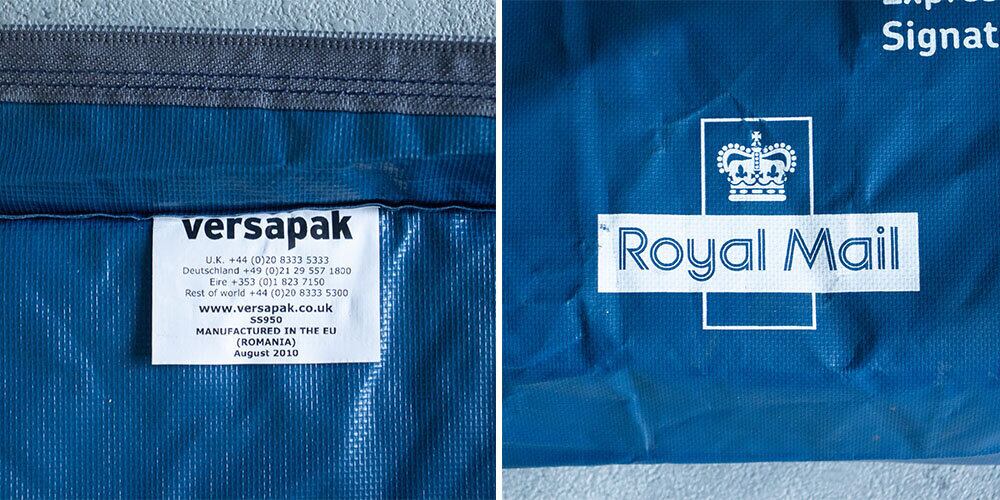 versapak
U.K. +44 (0)20 8333 5333
Deutschland +49 (0)21 29 557 1800
Eire +353 (0)1 823 7150
Rest of world +44 (0)20 8333 5300
www.versapak.co.uk
SS950
MANUFACTURED IN THE EU
(ROMANIA)
August 2010
Signat
Royal Mail